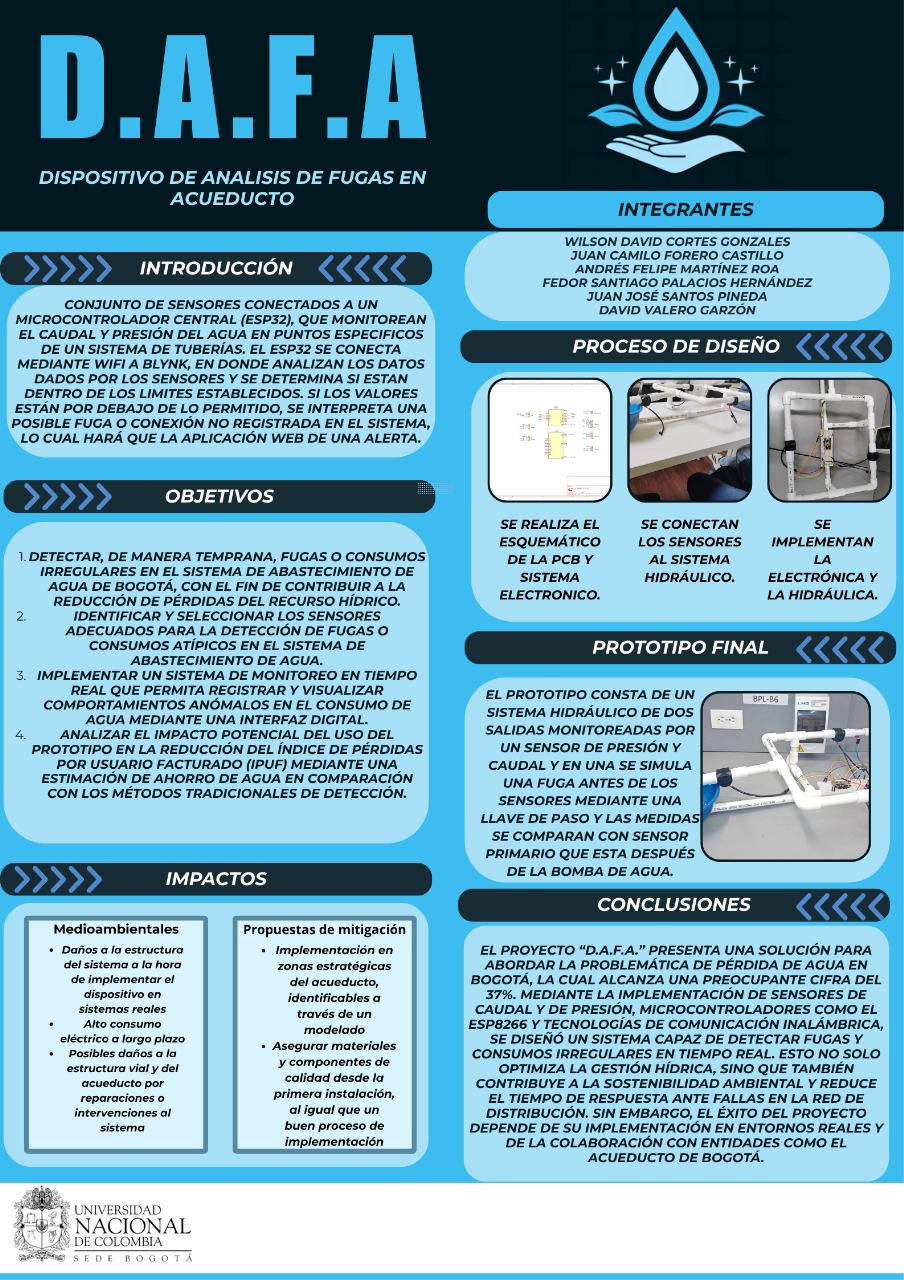 D.A.F.A
DISPOSITIVO DE ANALISIS DE FUGAS EN
ACUEDUCTO
INTEGRANTES
WILSON DAVID CORTES GONZALES
JUAN CAMILO FORERO CASTILLO
ANDRÉS FELIPE MARTÍNEZ ROA
FEDOR SANTIAGO PALACIOS HERNÁNDEZ
JUAN JOSÉ SANTOS PINEDA
DAVID VALERO GARZÓN
INTRODUCCIÓN
CONJUNTO DE SENSORES CONECTADOS A UN
MICROCONTROLADOR CENTRAL (ESP32), QUE MONITOREAN
EL CAUDAL Y PRESIÓN DEL AGUA EN PUNTOS ESPECIFICOS
DE UN SISTEMA DE TUBERÍAS. EL ESP32 SE CONECTA
MEDIANTE WIFI A BLYNK, EN DONDE ANALIZAN LOS DATOS
DADOS POR LOS SENSORES Y SE DETERMINA SI ESTAN
DENTRO DE LOS LIMITES ESTABLECIDOS. SI LOS VALORES
ESTÁN POR DEBAJO DE LO PERMITIDO, SE INTERPRETA UNA
POSIBLE FUGA O CONEXIÓN NO REGISTRADA EN EL SISTEMA,
LO CUAL HARÁ QUE LA APLICACIÓN WEB DE UNA ALERTA.
OBJETIVOS
1. DETECTAR, DE MANERA TEMPRANA, FUGAS O CONSUMOS
IRREGULARES EN EL SISTEMA DE ABASTECIMIENTO DE
AGUA DE BOGOTÁ, CON EL FIN DE CONTRIBUIR A LA
REDUCCIÓN DE PÉRDIDAS DEL RECURSO HÍDRICO.
2. IDENTIFICAR Y SELECCIONAR LOS SENSORES
ADECUADOS PARA LA DETECCIÓN DE FUGAS O
CONSUMOS ATÍPICOS EN EL SISTEMA DE
ABASTECIMIENTO DE AGUA.
3. IMPLEMENTAR UN SISTEMA DE MONITOREO EN TIEMPO
REAL QUE PERMITA REGISTRAR Y VISUALIZAR
COMPORTAMIENTOS ANÓMALOS EN EL CONSUMO DE
AGUA MEDIANTE UNA INTERFAZ DIGITAL.
4. ANALIZAR EL IMPACTO POTENCIAL DEL USO DEL
PROTOTIPO EN LA REDUCCIÓN DEL ÍNDICE DE PÉRDIDAS
POR USUARIO FACTURADO (IPUF) MEDIANTE UNA
ESTIMACIÓN DE AHORRO DE AGUA EN COMPARACIÓN
CON LOS MÉTODOS TRADICIONALES DE DETECCIÓN.
IMPACTOS
Medioambientales
• Daños a la estructura
del sistema a la hora
de implementar el
dispositivo en
sistemas reales
• Alto consumo
eléctrico a largo plazo
• Posibles daños a la
estructura vial y del
acueducto por
reparaciones o
intervenciones al
sistema
Propuestas de mitigación
• Implementación en
zonas estratégicas
del acueducto,
identificables a
través de un
modelado
• Asegurar materiales
y componentes de
calidad desde la
primera instalación,
al igual que un
buen proceso de
implementación
PROCESO DE DISEÑO
SE REALIZA EL
ESQUEMÁTICO
DE LA PCB Y
SISTEMA
ELECTRONICO.
SE CONECTAN
LOS SENSORES
AL SISTEMA
HIDRÁULICO.
SE
IMPLEMENTAN
LA
ELECTRÓNICA Y
LA HIDRÁULICA.
PROTOTIPO FINAL
EL PROTOTIPO CONSTA DE UN
SISTEMA HIDRÁULICO DE DOS
SALIDAS MONITOREADAS POR
UN SENSOR DE PRESIÓN Y
CAUDAL Y EN UNA SE SIMULA
UNA FUGA ANTES DE LOS
SENSORES MEDIANTE UNA
LLAVE DE PASO Y LAS MEDIDAS
SE COMPARAN CON SENSOR
PRIMARIO QUE ESTA DESPUÉS
DE LA BOMBA DE AGUA.
BPL-B6
CONCLUSIONES
EL PROYECTO “D.A.F.A.” PRESENTA UNA SOLUCIÓN PARA
ABORDAR LA PROBLEMÁTICA DE PÉRDIDA DE AGUA EN
BOGOTÁ, LA CUAL ALCANZA UNA PREOCUPANTE CIFRA DEL
37%. MEDIANTE LA IMPLEMENTACIÓN DE SENSORES DE
CAUDAL Y DE PRESIÓN, MICROCONTROLADORES COMO EL
ESP8266 Y TECNOLOGÍAS DE COMUNICACIÓN INALÁMBRICA,
SE DISEÑÓ UN SISTEMA CAPAZ DE DETECTAR FUGAS Y
CONSUMOS IRREGULARES EN TIEMPO REAL. ESTO NO SOLO
OPTIMIZA LA GESTIÓN HÍDRICA, SINO QUE TAMBIÉN
CONTRIBUYE A LA SOSTENIBILIDAD AMBIENTAL Y REDUCE
EL TIEMPO DE RESPUESTA ANTE FALLAS EN LA RED DE
DISTRIBUCIÓN. SIN EMBARGO, EL ÉXITO DEL PROYECTO
DEPENDE DE SU IMPLEMENTACIÓN EN ENTORNOS REALES Y
DE LA COLABORACIÓN CON ENTIDADES COMO EL
ACUEDUCTO DE BOGOTÁ.
UNIVERSIDAD
NACIONAL
DE COLOMBIA
SEDE BOGOTÁ